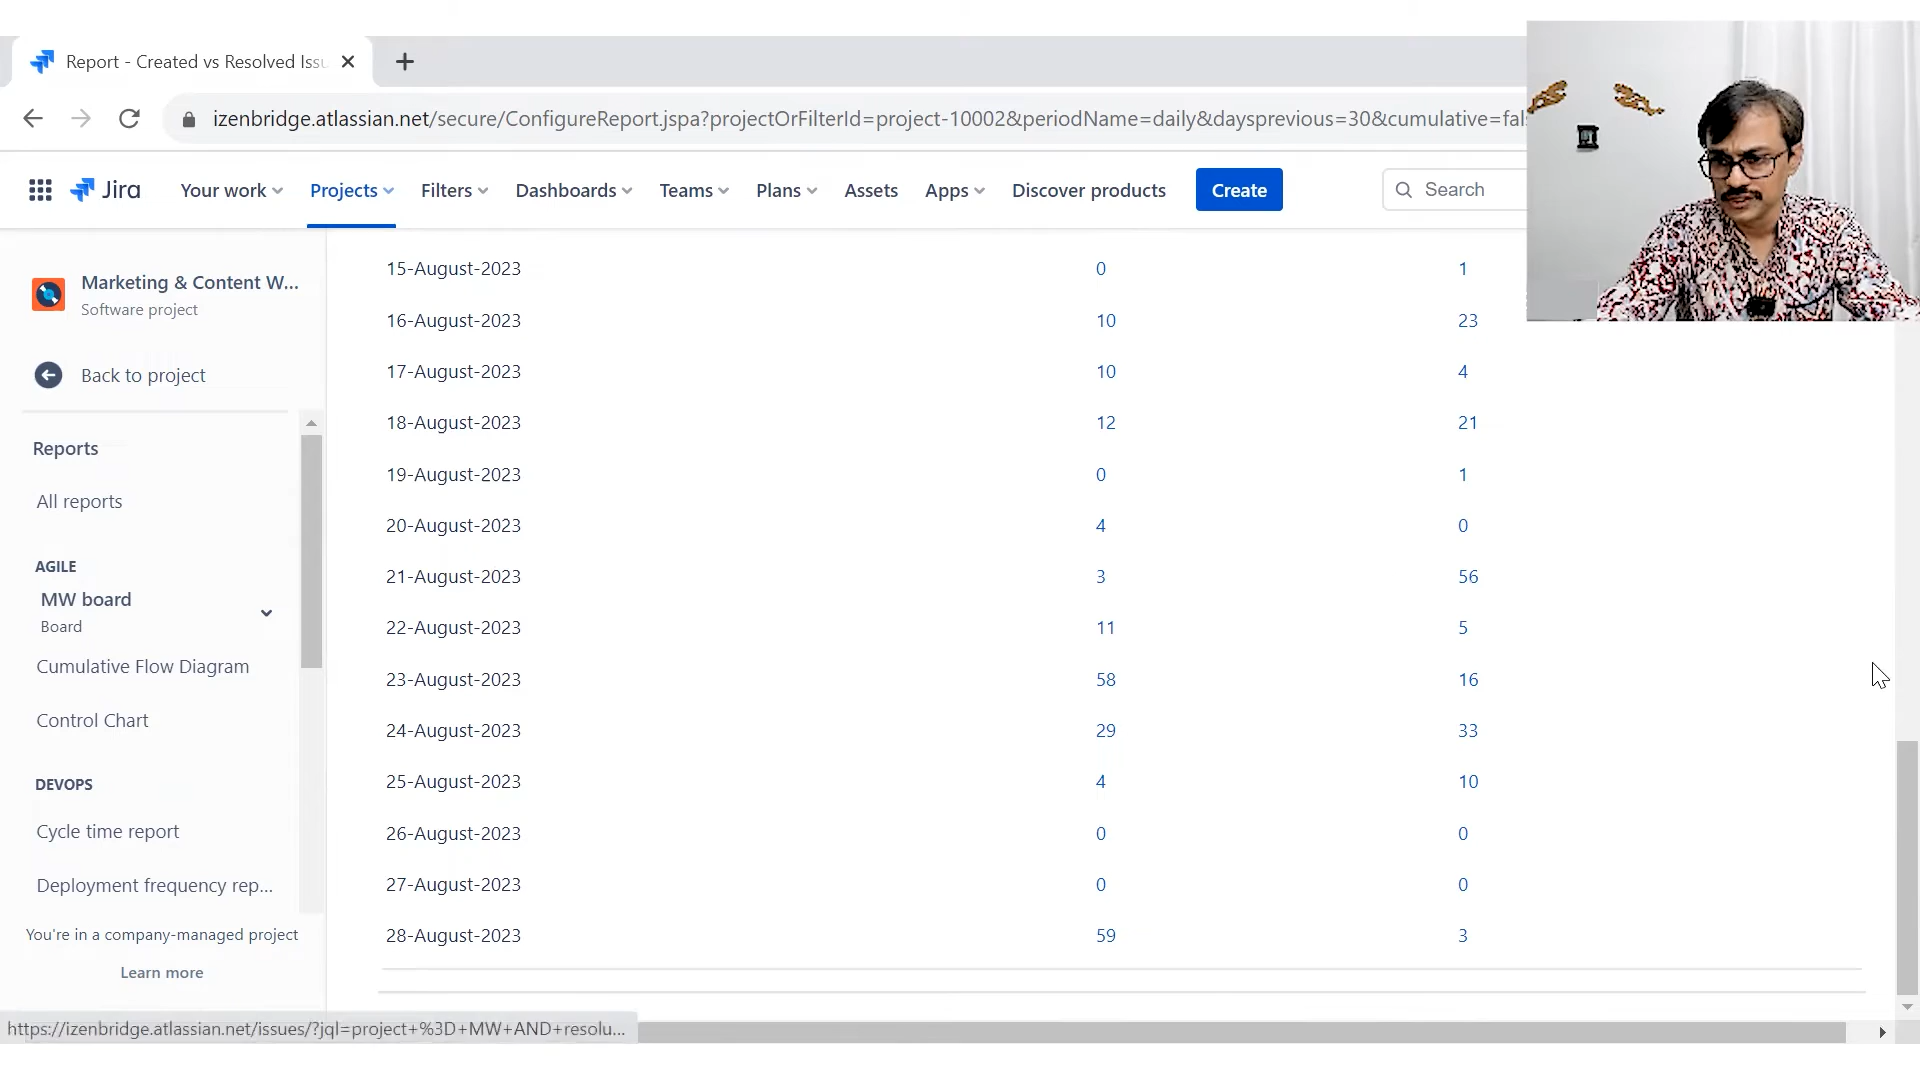 Report - Created vs Resolved Iss
izenbridge.atlassian.net/secure/ConfigureReport.jspa?projectOrFilterId=project-10002&periodName=daily&daysprevious=30&cumulative=fal
Jira Your work Projects Filters Dashboards Teams Plans Assets Apps Discover products Create Search
Marketing & Content W...
Software project
Back to project
Reports
All reports
AGILE
MW board
Board
Cumulative Flow Diagram
Control Chart
DEVOPS
Cycle time report
Deployment frequency rep...
You're in a company-managed project
Learn more
15-August-2023 0 1
16-August-2023 10 23
17-August-2023 10 4
18-August-2023 12 21
19-August-2023 0 1
20-August-2023 4 0
21-August-2023 3 56
22-August-2023 11 5
23-August-2023 58 16
24-August-2023 29 33
25-August-2023 4 10
26-August-2023 0 0
27-August-2023 0 0
28-August-2023 59 3
https://izenbridge.atlassian.net/issues/?jql=project+%3D+MW+AND+resolu...